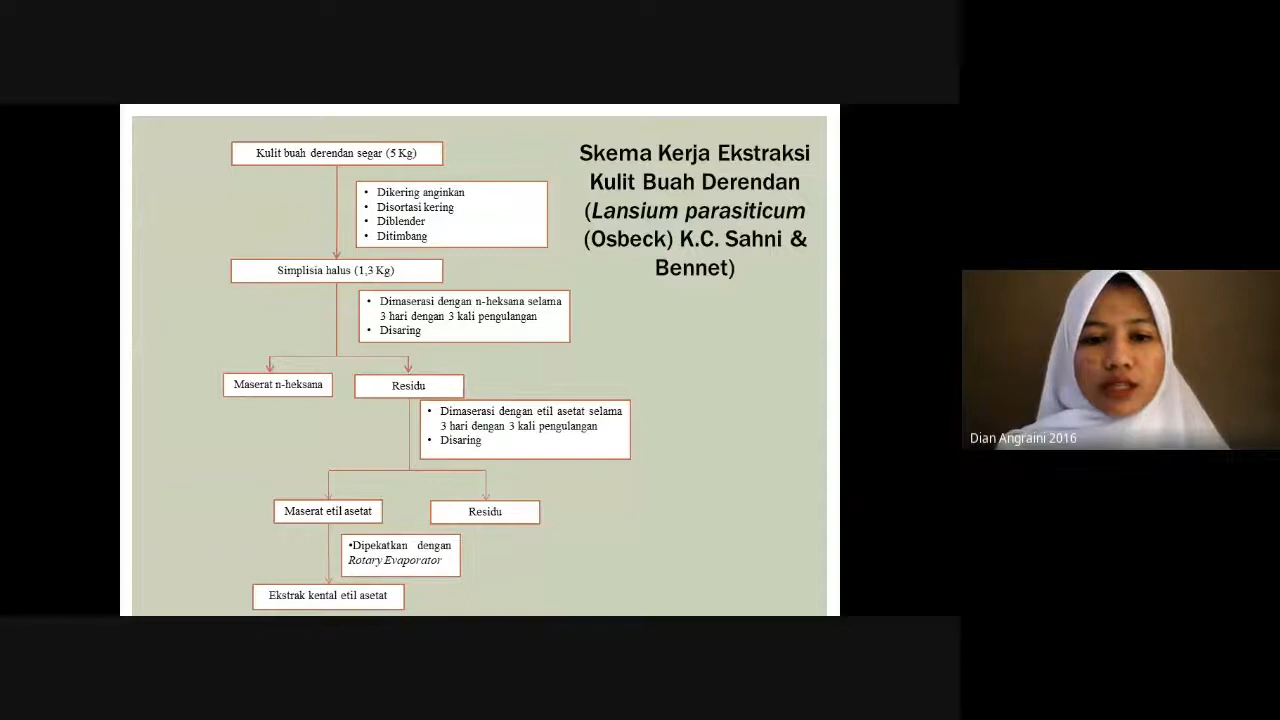 Skema Kerja Ekstraksi
Kulit Buah Derendan
(Lansium parasiticum
(Osbeck) K.C. Sahni &
Bennet)
Kulit buah derendan segar (5 Kg)
• Dikering anginkan
• Disortasi kering
• Diblender
• Ditimbang
Simplisia halus (1,3 Kg)
• Dimaserasi dengan n-heksana selama
3 hari dengan 3 kali pengulangan
• Disaring
Maserat n-heksana
Residu
• Dimaserasi dengan etil asetat selama
3 hari dengan 3 kali pengulangan
• Disaring
Maserat etil asetat
Residu
•Dipekatkan dengan
Rotary Evaporator
Ekstrak kental etil asetat
Dian Angraini 2016